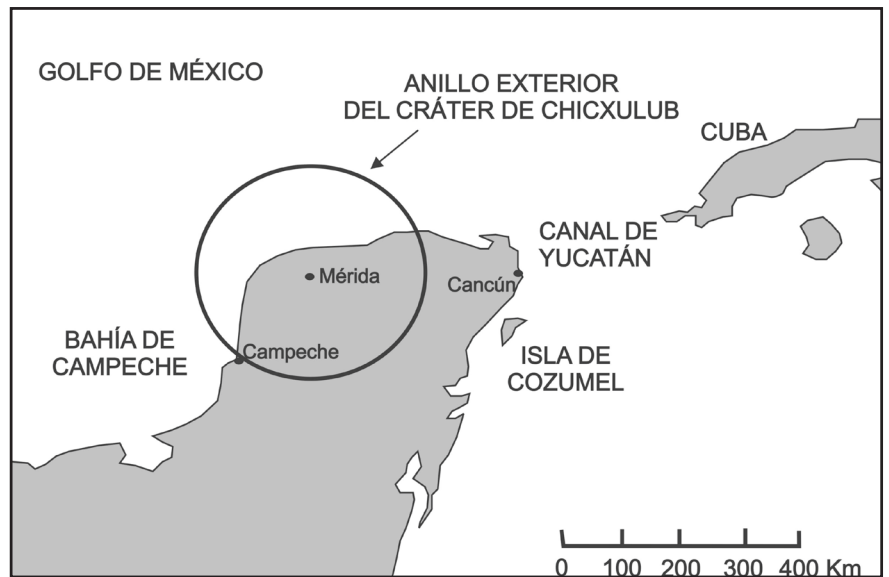 GOLFO DE MÉXICO
ANILLO EXTERIOR
DEL CRÁTER DE CHICXULUB
CUBA
CANAL DE
YUCATÁN
Mérida
Cancún
BAHÍA DE
CAMPECHE
Campeche
ISLA DE
COZUMEL
0 100 200 300 400 Km